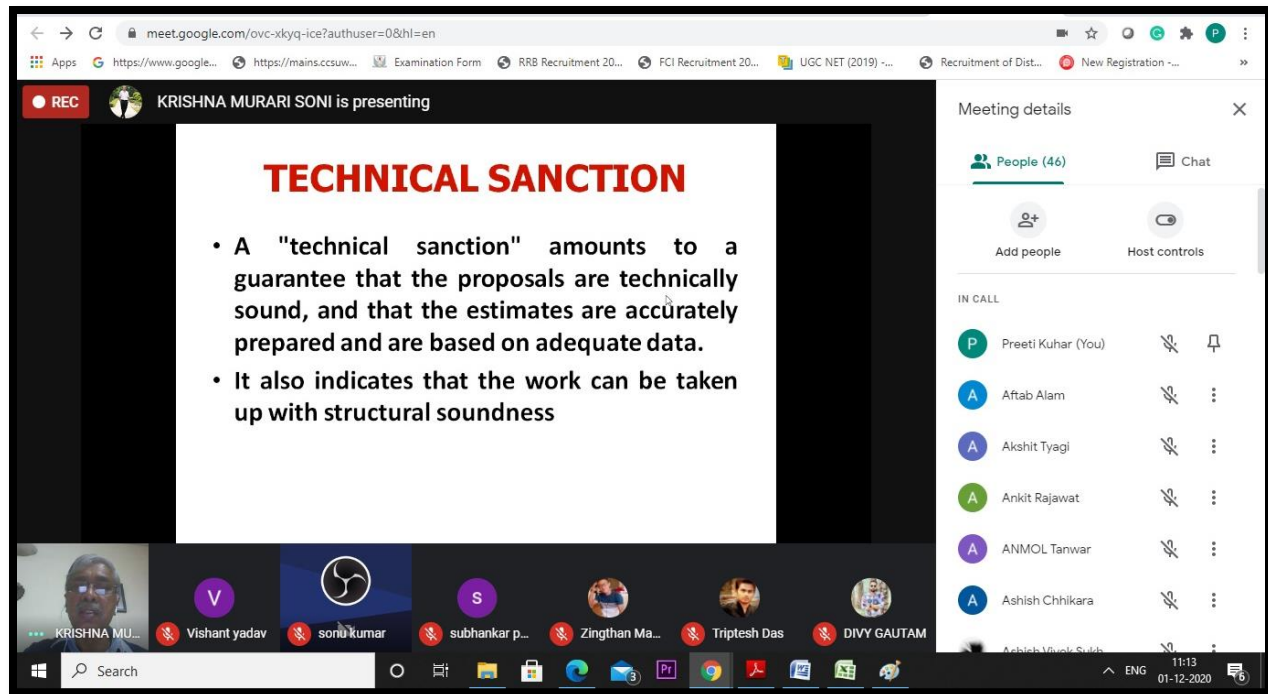 meet.google.com/ovc-xkyq-ice?authuser=0&hl=en
P
Apps G https://www.google... https://mains.ccsuw... Examination Form RRB Recruitment 20... FCI Recruitment 20... UGC NET (2019) -... Recruitment of Dist... New Registration -... »
REC KRISHNA MURARI SONI is presenting
TECHNICAL SANCTION
• A "technical sanction" amounts to a
guarantee that the proposals are technically
sound, and that the estimates are accurately
prepared and are based on adequate data.
• It also indicates that the work can be taken
up with structural soundness
Meeting details
People (46) Chat
Add people Host controls
IN CALL
P Preeti Kuhar (You)
A Aftab Alam
A Akshit Tyagi
A Ankit Rajawat
A ANMOL Tanwar
A Ashish Chhikara
Ashish Vivek Sukh
V s
KRISHNA MU... Vishant yadav sonu kumar subhankar p... Zingthan Ma... Triptesh Das DIVY GAUTAM
Search 3 Pr ENG 11:13
01-12-2020 6